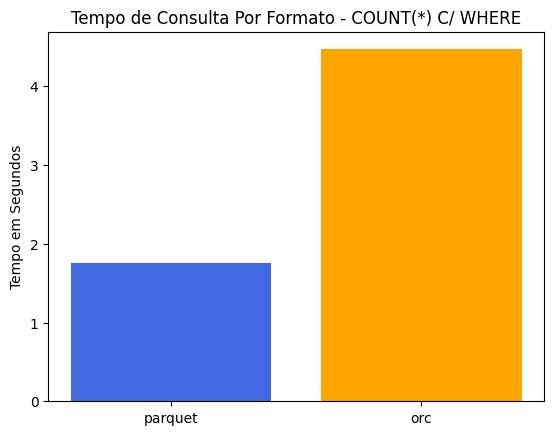 Tempo de Consulta Por Formato - COUNT(*) C/ WHERE
Tempo em Segundos
4
3
2
1
0
parquet
orc